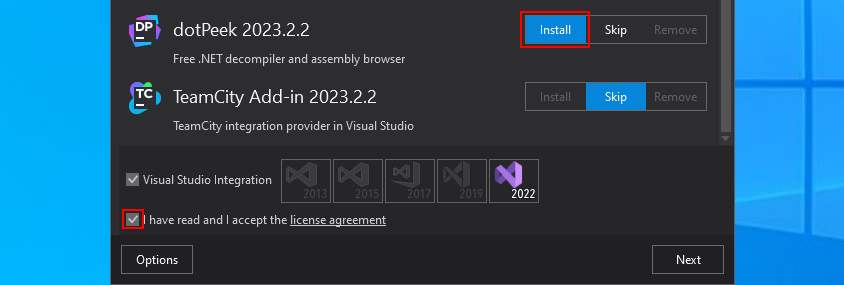 DP
dotPeek 2023.2.2
Install Skip Remove
Free .NET decompiler and assembly browser
TC
TeamCity Add-in 2023.2.2
Install Skip Remove
TeamCity integration provider in Visual Studio
Visual Studio Integration
2013 2015 2017 2019 2022
I have read and I accept the license agreement
Options Next